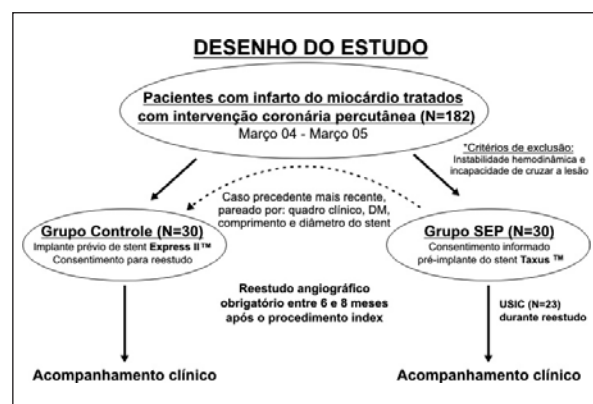 DESENHO DO ESTUDO
Pacientes com infarto do miocárdio tratados
com intervenção coronária percutânea (N=182)
Março 04 - Março 05
*Critérios de exclusão:
Instabilidade hemodinâmica e
incapacidade de cruzar a lesão
Caso precedente mais recente,
pareado por: quadro clínico, DM,
comprimento e diâmetro do stent
Grupo Controle (N=30)
Implante prévio de stent Express II™
Consentimento para reestudo
Grupo SEP (N=30)
Consentimento informado
pré-implante do stent Taxus ™
Reestudo angiográfico
obrigatório entre 6 e 8 meses
após o procedimento index
USIC (N=23)
durante reestudo
Acompanhamento clínico
Acompanhamento clínico